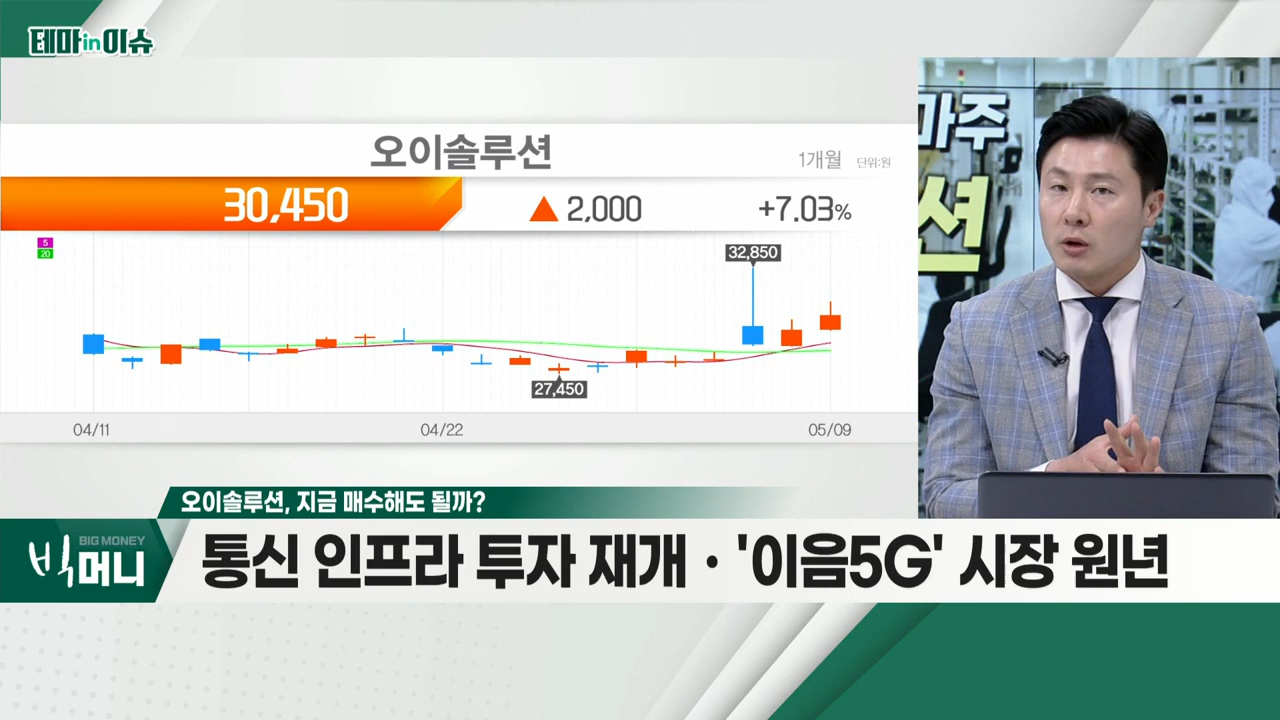 테마in이슈
오이솔루션
1개월 단위:원
30,450 ▲ 2,000 +7.03%
5
20
32,850
27,450
04/11 04/22 05/09
마주
션
오이솔루션, 지금 매수해도 될까?
BIG MONEY
빅머니
통신 인프라 투자 재개 · '이음5G' 시장 원년